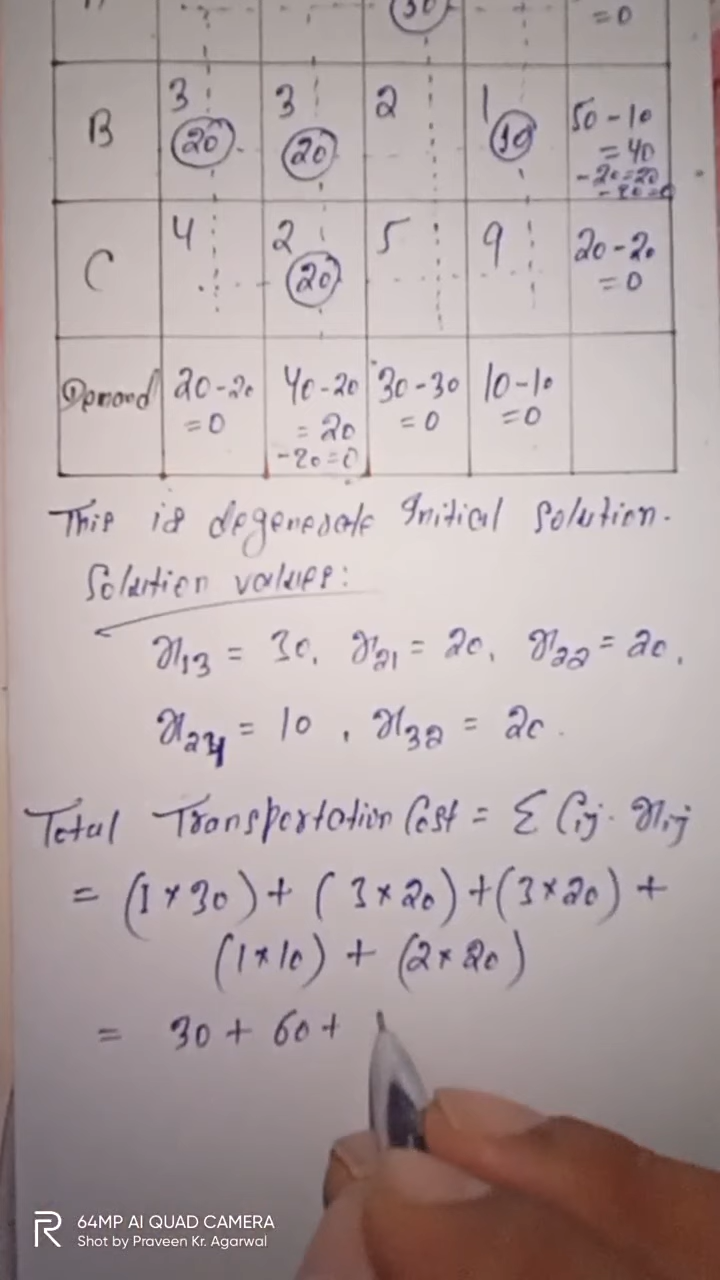 30
= 0
B 3 20 3 20 2 1 10 50 - 10
= 40
- 20 = 20
- 20 = 0
C 4 2 20 5 9 20 - 20
= 0
Demand 20 - 20 40 - 20 30 - 30 10 - 10
= 0 = 20 = 0 = 0
- 20 = 0
This is degenerate Initial Solution.
Solution values:
x13 = 30, x21 = 20, x22 = 20,
x24 = 10, x32 = 20.
Total Transportation Cost = Σ Cij. xij
= (1 × 30) + (3 × 20) + (3 × 20) +
(1 × 10) + (2 × 20)
= 30 + 60 +
R 64MP AI QUAD CAMERA
Shot by Praveen Kr. Agarwal